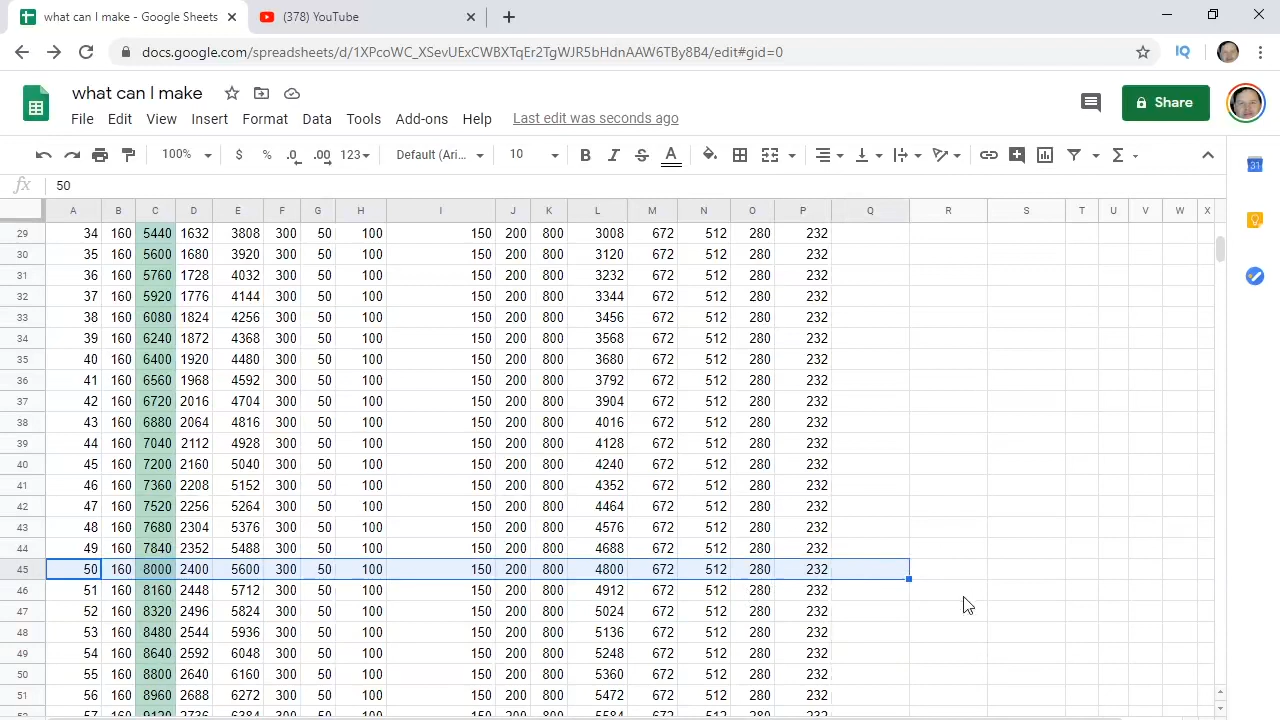 what can I make - Google Sheets
(378) YouTube
docs.google.com/spreadsheets/d/1XPcoWC_XSevUExCWBXTqEr2TgWJR5bHdnAAW6TBy8B4/edit#gid=0
IQ
what can I make
Share
File Edit View Insert Format Data Tools Add-ons Help Last edit was seconds ago
100% $ % .0 .00 123 Default (Ari... 10 B I S A Σ
fx 50
31
A B C D E F G H I J K L M N O P Q R S T U V W X
29 34 160 5440 1632 3808 300 50 100 150 200 800 3008 672 512 280 232
30 35 160 5600 1680 3920 300 50 100 150 200 800 3120 672 512 280 232
31 36 160 5760 1728 4032 300 50 100 150 200 800 3232 672 512 280 232
32 37 160 5920 1776 4144 300 50 100 150 200 800 3344 672 512 280 232
33 38 160 6080 1824 4256 300 50 100 150 200 800 3456 672 512 280 232
34 39 160 6240 1872 4368 300 50 100 150 200 800 3568 672 512 280 232
35 40 160 6400 1920 4480 300 50 100 150 200 800 3680 672 512 280 232
36 41 160 6560 1968 4592 300 50 100 150 200 800 3792 672 512 280 232
37 42 160 6720 2016 4704 300 50 100 150 200 800 3904 672 512 280 232
38 43 160 6880 2064 4816 300 50 100 150 200 800 4016 672 512 280 232
39 44 160 7040 2112 4928 300 50 100 150 200 800 4128 672 512 280 232
40 45 160 7200 2160 5040 300 50 100 150 200 800 4240 672 512 280 232
41 46 160 7360 2208 5152 300 50 100 150 200 800 4352 672 512 280 232
42 47 160 7520 2256 5264 300 50 100 150 200 800 4464 672 512 280 232
43 48 160 7680 2304 5376 300 50 100 150 200 800 4576 672 512 280 232
44 49 160 7840 2352 5488 300 50 100 150 200 800 4688 672 512 280 232
45 50 160 8000 2400 5600 300 50 100 150 200 800 4800 672 512 280 232
46 51 160 8160 2448 5712 300 50 100 150 200 800 4912 672 512 280 232
47 52 160 8320 2496 5824 300 50 100 150 200 800 5024 672 512 280 232
48 53 160 8480 2544 5936 300 50 100 150 200 800 5136 672 512 280 232
49 54 160 8640 2592 6048 300 50 100 150 200 800 5248 672 512 280 232
50 55 160 8800 2640 6160 300 50 100 150 200 800 5360 672 512 280 232
51 56 160 8960 2688 6272 300 50 100 150 200 800 5472 672 512 280 232
57 160 9120 2736 6384 300 50 100 150 200 800 5584 672 512 280 232